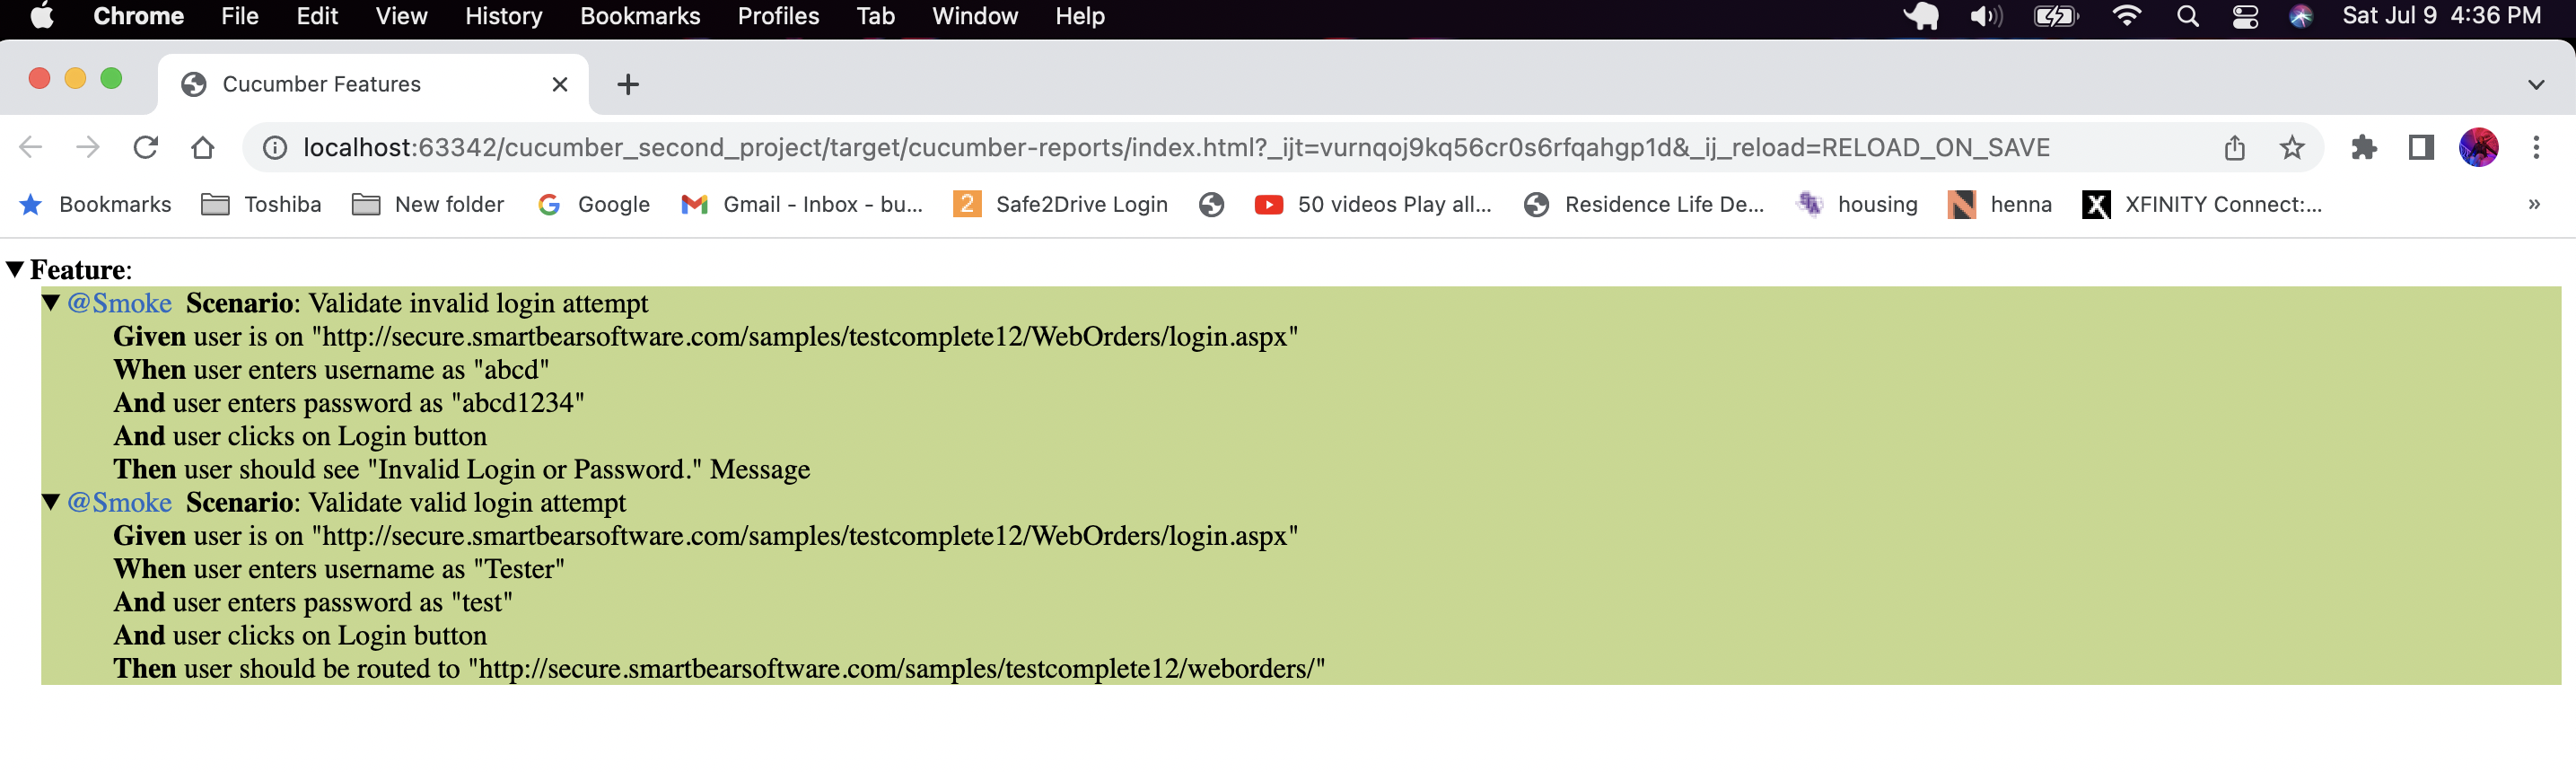 Chrome File Edit View History Bookmarks Profiles Tab Window Help Sat Jul 9 4:36 PM
Cucumber Features
localhost:63342/cucumber_second_project/target/cucumber-reports/index.html?_ijt=vurnqoj9kq56cr0s6rfqahgp1d&_ij_reload=RELOAD_ON_SAVE
Bookmarks Toshiba New folder Google Gmail - Inbox - bu... 2 Safe2Drive Login 50 videos Play all... Residence Life De... housing henna XFINITY Connect:... »
Feature:
@Smoke Scenario: Validate invalid login attempt
Given user is on "http://secure.smartbearsoftware.com/samples/testcomplete12/WebOrders/login.aspx"
When user enters username as "abcd"
And user enters password as "abcd1234"
And user clicks on Login button
Then user should see "Invalid Login or Password." Message
@Smoke Scenario: Validate valid login attempt
Given user is on "http://secure.smartbearsoftware.com/samples/testcomplete12/WebOrders/login.aspx"
When user enters username as "Tester"
And user enters password as "test"
And user clicks on Login button
Then user should be routed to "http://secure.smartbearsoftware.com/samples/testcomplete12/weborders/"